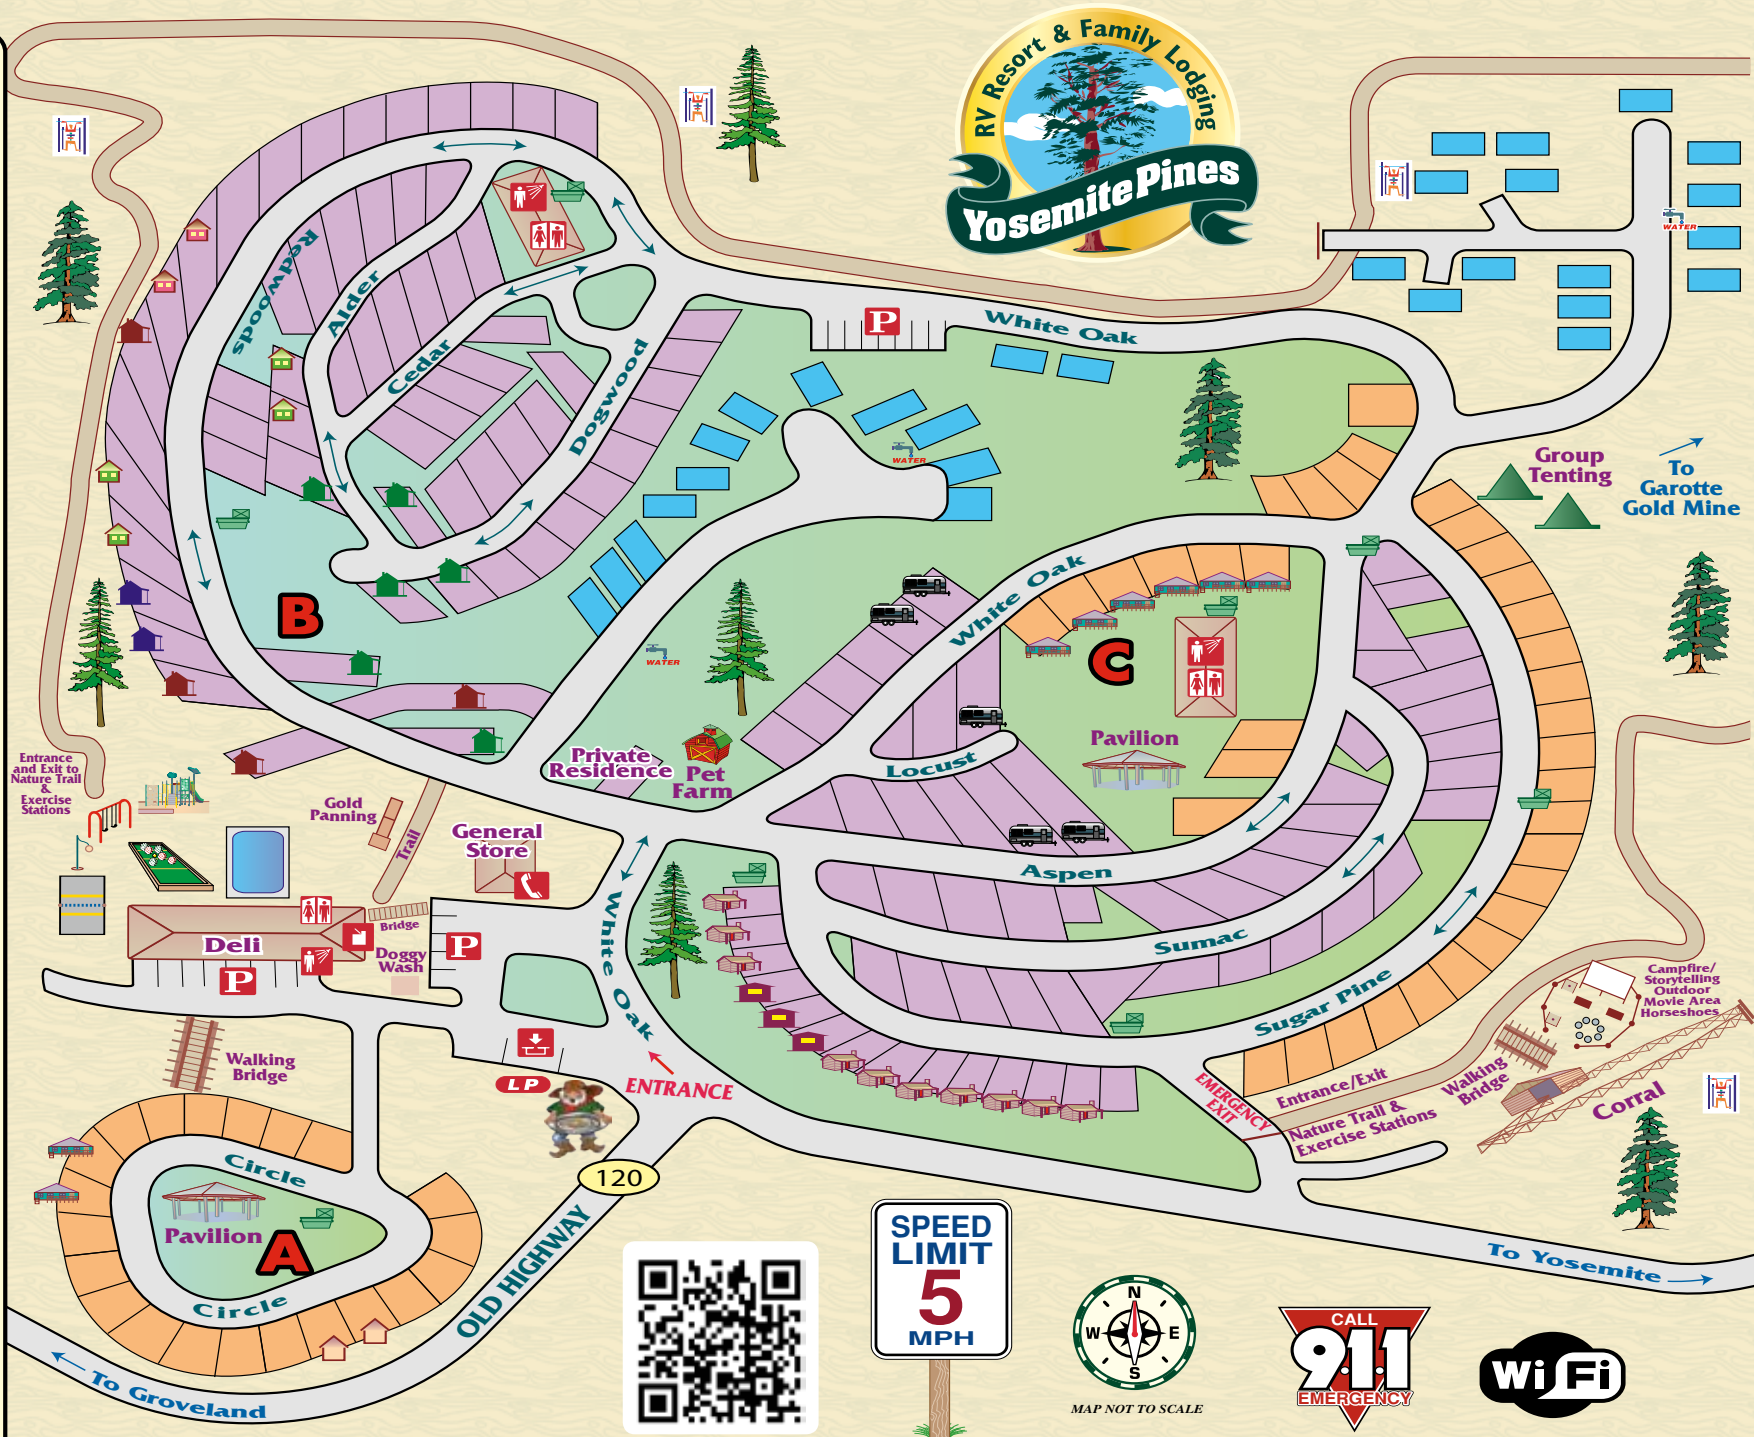 RV Resort & Family Lodging
Yosemite Pines
White Oak
P
Redwoods
Alder
Cedar
Dogwood
WATER
WATER
WATER
Group
Tenting
To
Garotte
Gold Mine
B
White Oak
C
Pavilion
Locust
Private
Residence
Pet
Farm
Entrance
and Exit to
Nature Trail
&
Exercise
Stations
Gold
Panning
Trail
General
Store
Aspen
Sumac
Sugar Pine
White Oak
Bridge
Deli
P
Doggy
Wash
P
Campfire/
Storytelling
Outdoor
Movie Area
Horseshoes
Walking
Bridge
LP
ENTRANCE
EMERGENCY
EXIT
Entrance/Exit
Nature Trail &
Exercise Stations
Walking
Bridge
Corral
Circle
Pavilion
A
Circle
120
OLD HIGHWAY
To Groveland
To Yosemite
SPEED
LIMIT
5
MPH
N
W
E
S
MAP NOT TO SCALE
CALL
911
EMERGENCY
WiFi